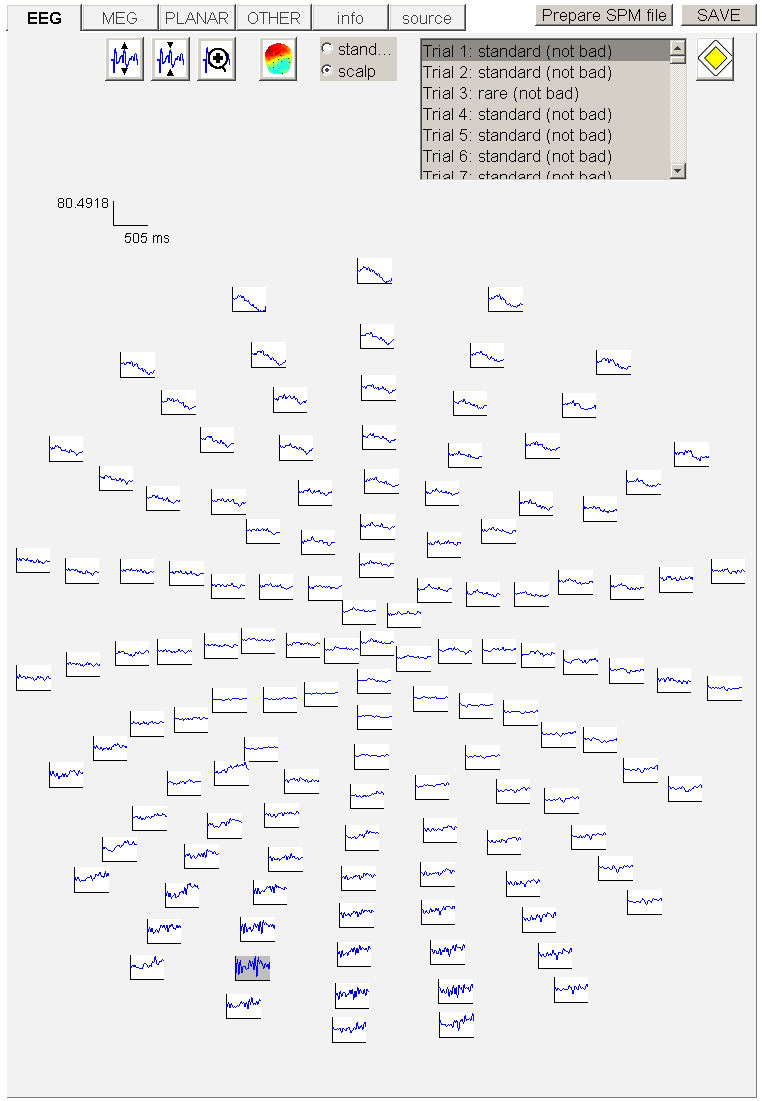 EEG MEG PLANAR OTHER info source Prepare SPM file SAVE
stand...
scalp
Trial 1: standard (not bad)
Trial 2: standard (not bad)
Trial 3: rare (not bad)
Trial 4: standard (not bad)
Trial 5: standard (not bad)
Trial 6: standard (not bad)
Trial 7: standard (not bad)
80.4918
505 ms